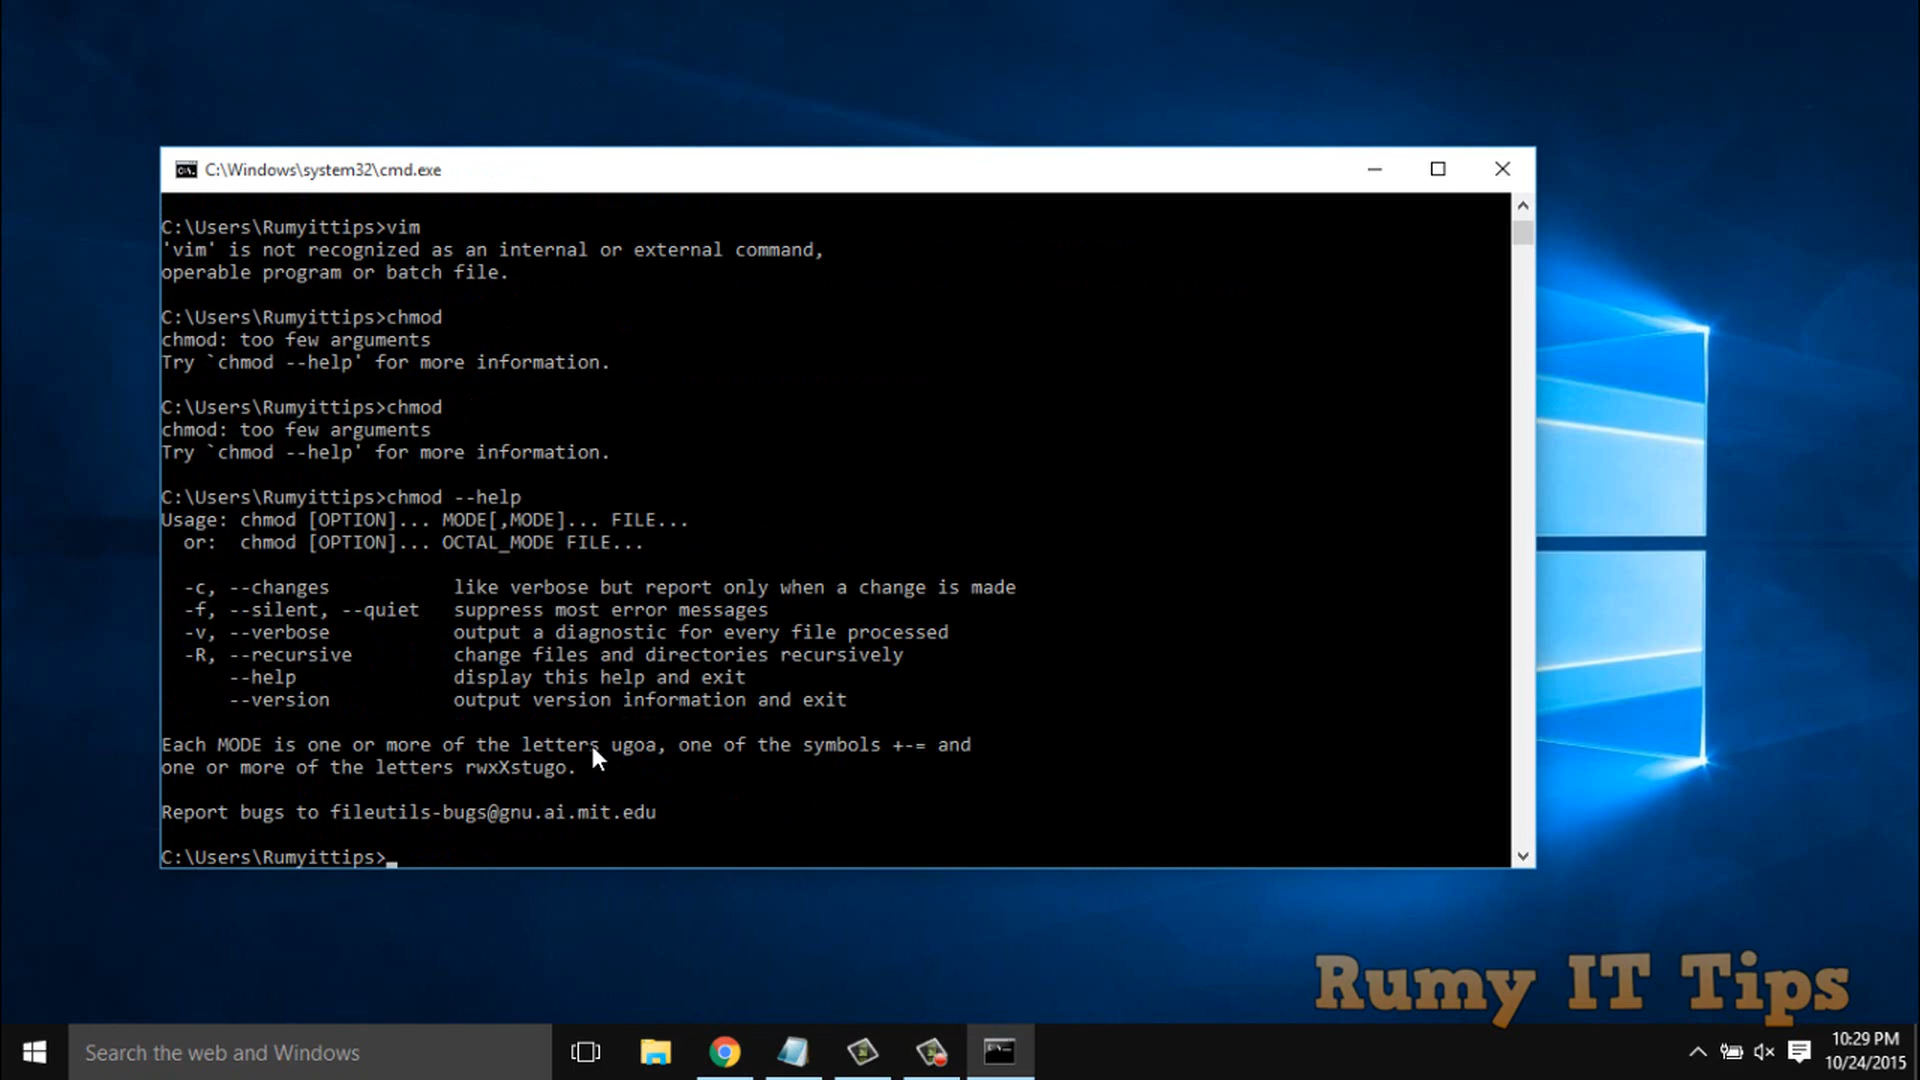 C:\Windows\system32\cmd.exe
C:\Users\Rumyittips>vim
'vim' is not recognized as an internal or external command,
operable program or batch file.
C:\Users\Rumyittips>chmod
chmod: too few arguments
Try `chmod --help' for more information.
C:\Users\Rumyittips>chmod
chmod: too few arguments
Try `chmod --help' for more information.
C:\Users\Rumyittips>chmod --help
Usage: chmod [OPTION]... MODE[,MODE]... FILE...
or: chmod [OPTION]... OCTAL_MODE FILE...
-c, --changes like verbose but report only when a change is made
-f, --silent, --quiet suppress most error messages
-v, --verbose output a diagnostic for every file processed
-R, --recursive change files and directories recursively
--help display this help and exit
--version output version information and exit
Each MODE is one or more of the letters ugoa, one of the symbols +-= and
one or more of the letters rwxXstugo.
Report bugs to fileutils-bugs@gnu.ai.mit.edu
C:\Users\Rumyittips>_
Rumy IT Tips
Search the web and Windows
10:29 PM
10/24/2015